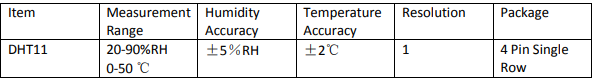 Item Measurement Range Humidity Accuracy Temperature Accuracy Resolution Package
DHT11 20-90%RH 0-50 ℃ ±5%RH ±2℃ 1 4 Pin Single Row